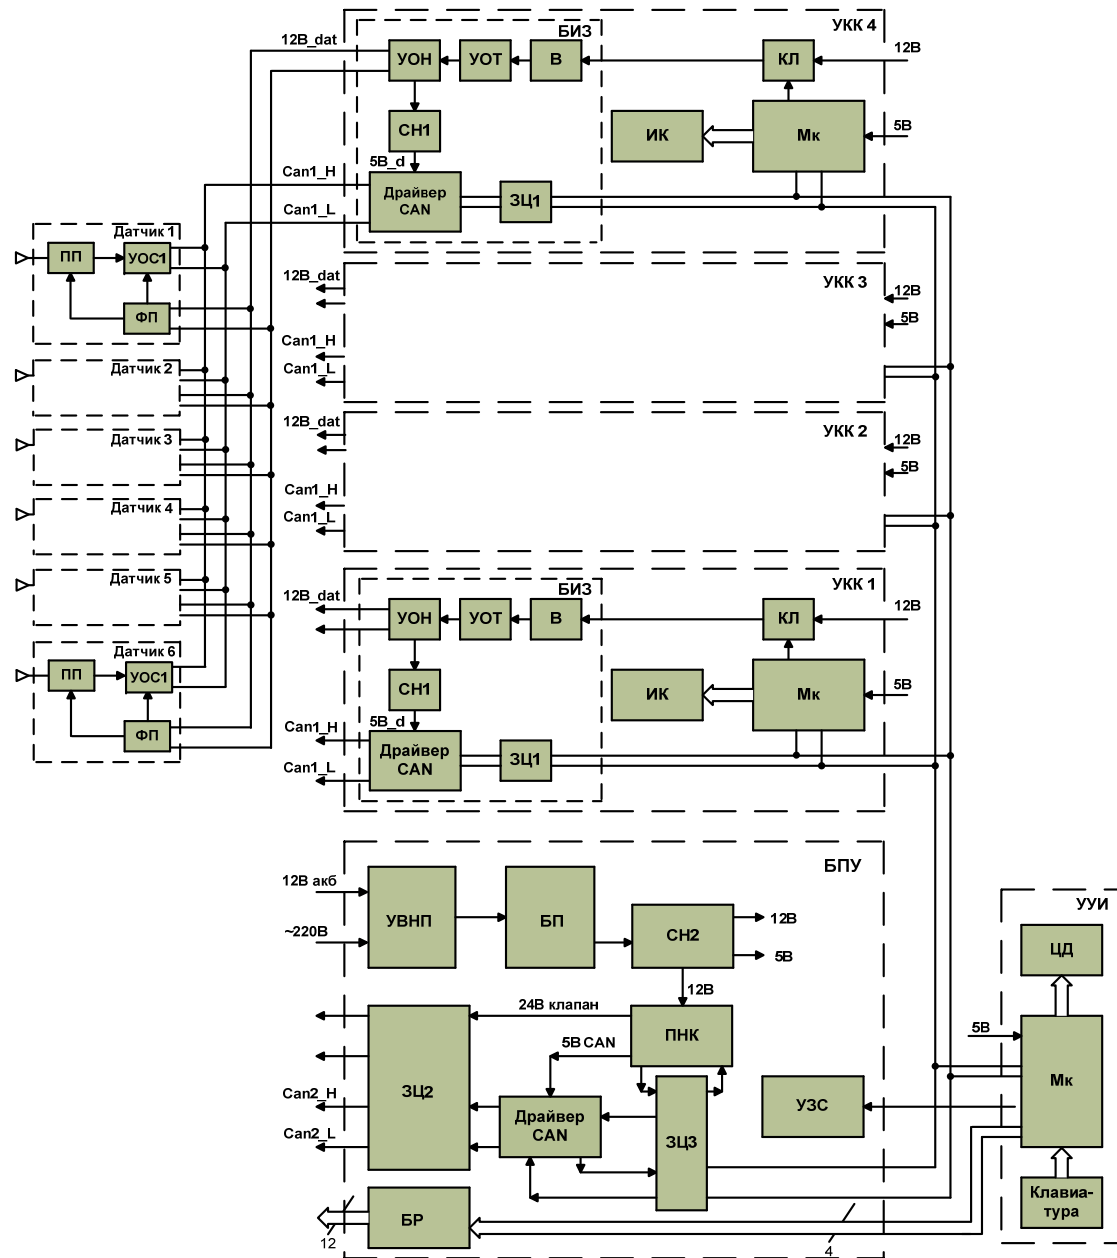 УКК 4
БИЗ
12В_dat
УОН
УОТ
В
КЛ
12В
СН1
ИК
Мк
5В
5В_d
Can1_H
Драйвер
CAN
ЗЦ1
Can1_L
Датчик 1
ПП
УОС1
ФП
Датчик 2
Датчик 3
Датчик 4
Датчик 5
Датчик 6
ПП
УОС1
ФП
УКК 3
12В_dat
12В
5В
Can1_H
Can1_L
УКК 2
12В_dat
12В
5В
Can1_H
Can1_L
УКК 1
БИЗ
12В_dat
УОН
УОТ
В
КЛ
12В
СН1
ИК
Мк
5В
5В_d
Can1_H
Драйвер
CAN
ЗЦ1
Can1_L
БПУ
12В акб
~220В
УВНП
БП
СН2
12В
5В
12В
24В клапан
ПНК
5В CAN
ЗЦ2
Can2_H
Can2_L
Драйвер
CAN
ЗЦ3
УЗС
БР
12
4
УУИ
ЦД
5В
Мк
Клавиа-
тура